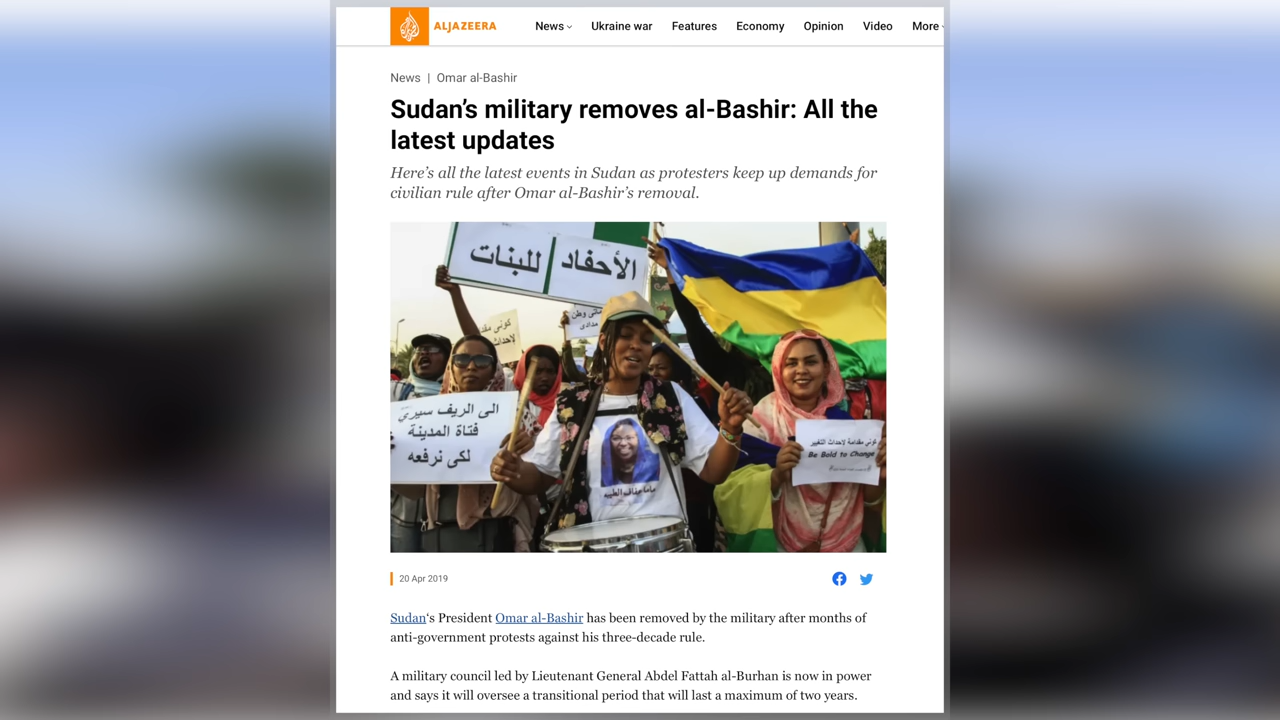 ALJAZEERA
News
Ukraine war
Features
Economy
Opinion
Video
More
News | Omar al-Bashir
Sudan’s military removes al-Bashir: All the
latest updates
Here’s all the latest events in Sudan as protesters keep up demands for
civilian rule after Omar al-Bashir’s removal.
الأحفاد للبنات
الى الريف سيري
فتاة المدينة
لكى نرفعه
كوني مقدامة لإحداث التغيير
Be Bold to Change
20 Apr 2019
Sudan‘s President Omar al-Bashir has been removed by the military after months of
anti-government protests against his three-decade rule.
A military council led by Lieutenant General Abdel Fattah al-Burhan is now in power
and says it will oversee a transitional period that will last a maximum of two years.